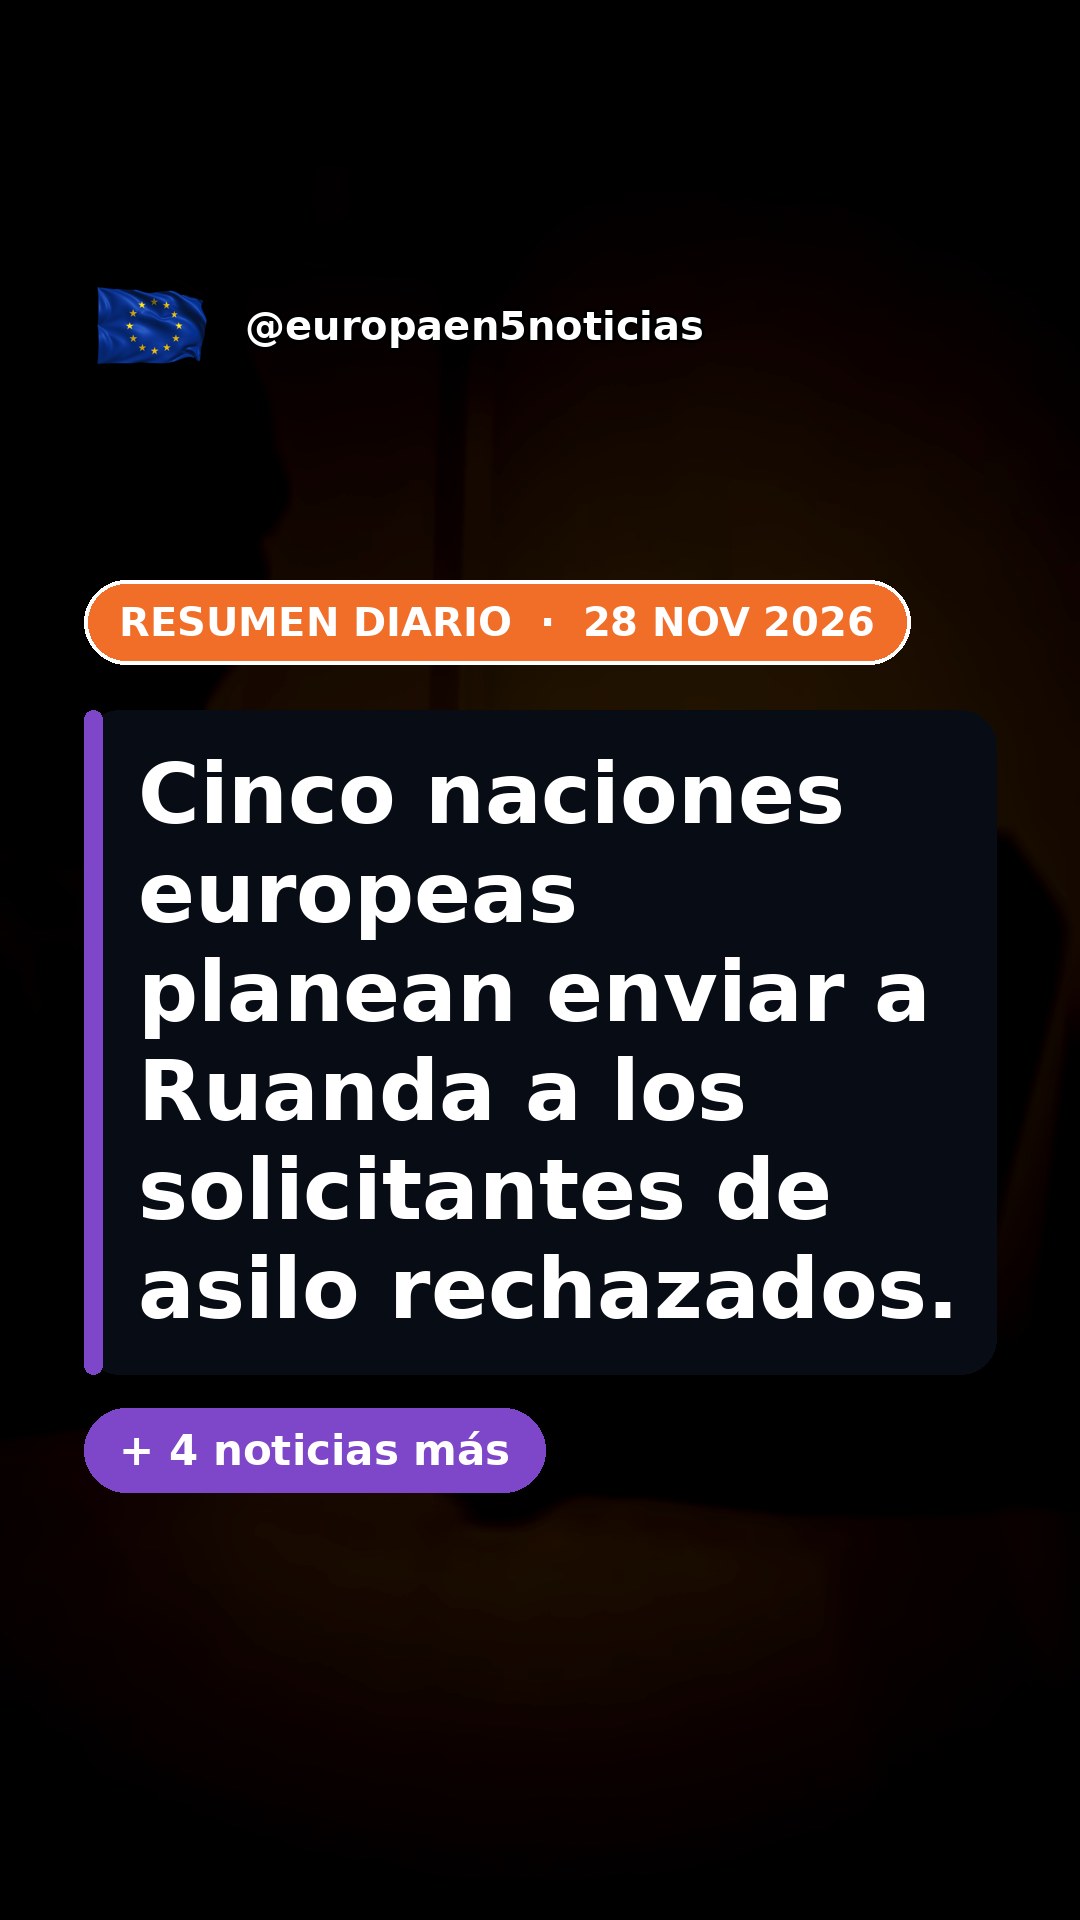 @europaen5noticias
RESUMEN DIARIO · 28 NOV 2026
Cinco naciones
europeas
planean enviar a
Ruanda a los
solicitantes de
asilo rechazados.
+ 4 noticias más